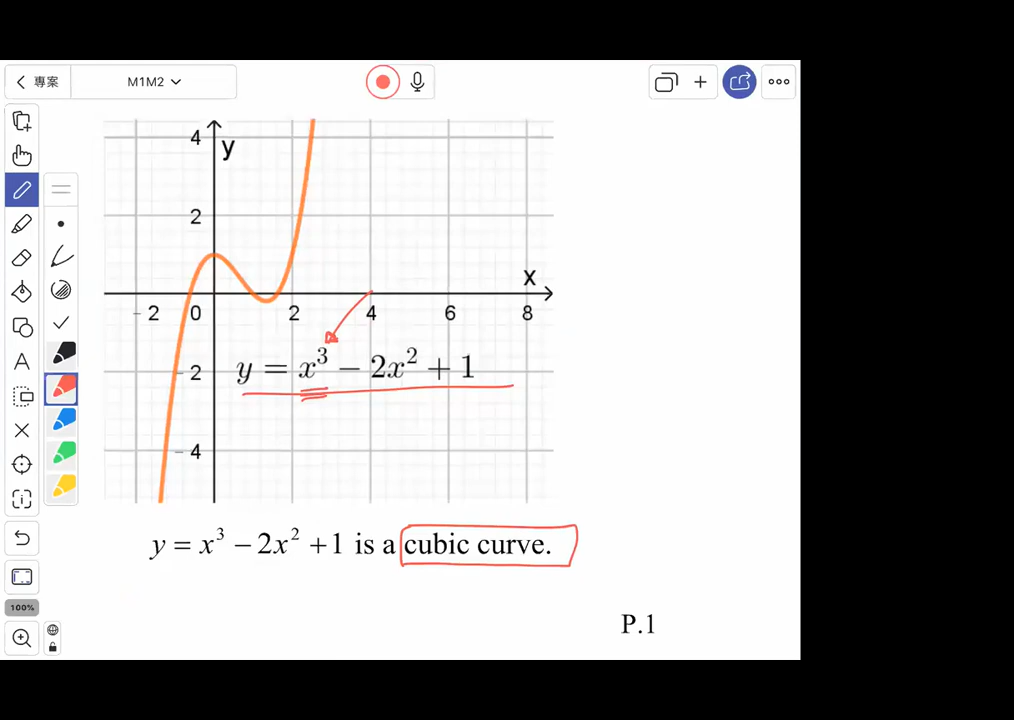 專案
M1M2
4
y
2
x
- 2 0 2 4 6 8
y = x³ − 2x² + 1
- 2
- 4
A
y = x³ − 2x² +1 is a cubic curve.
100%
P.1